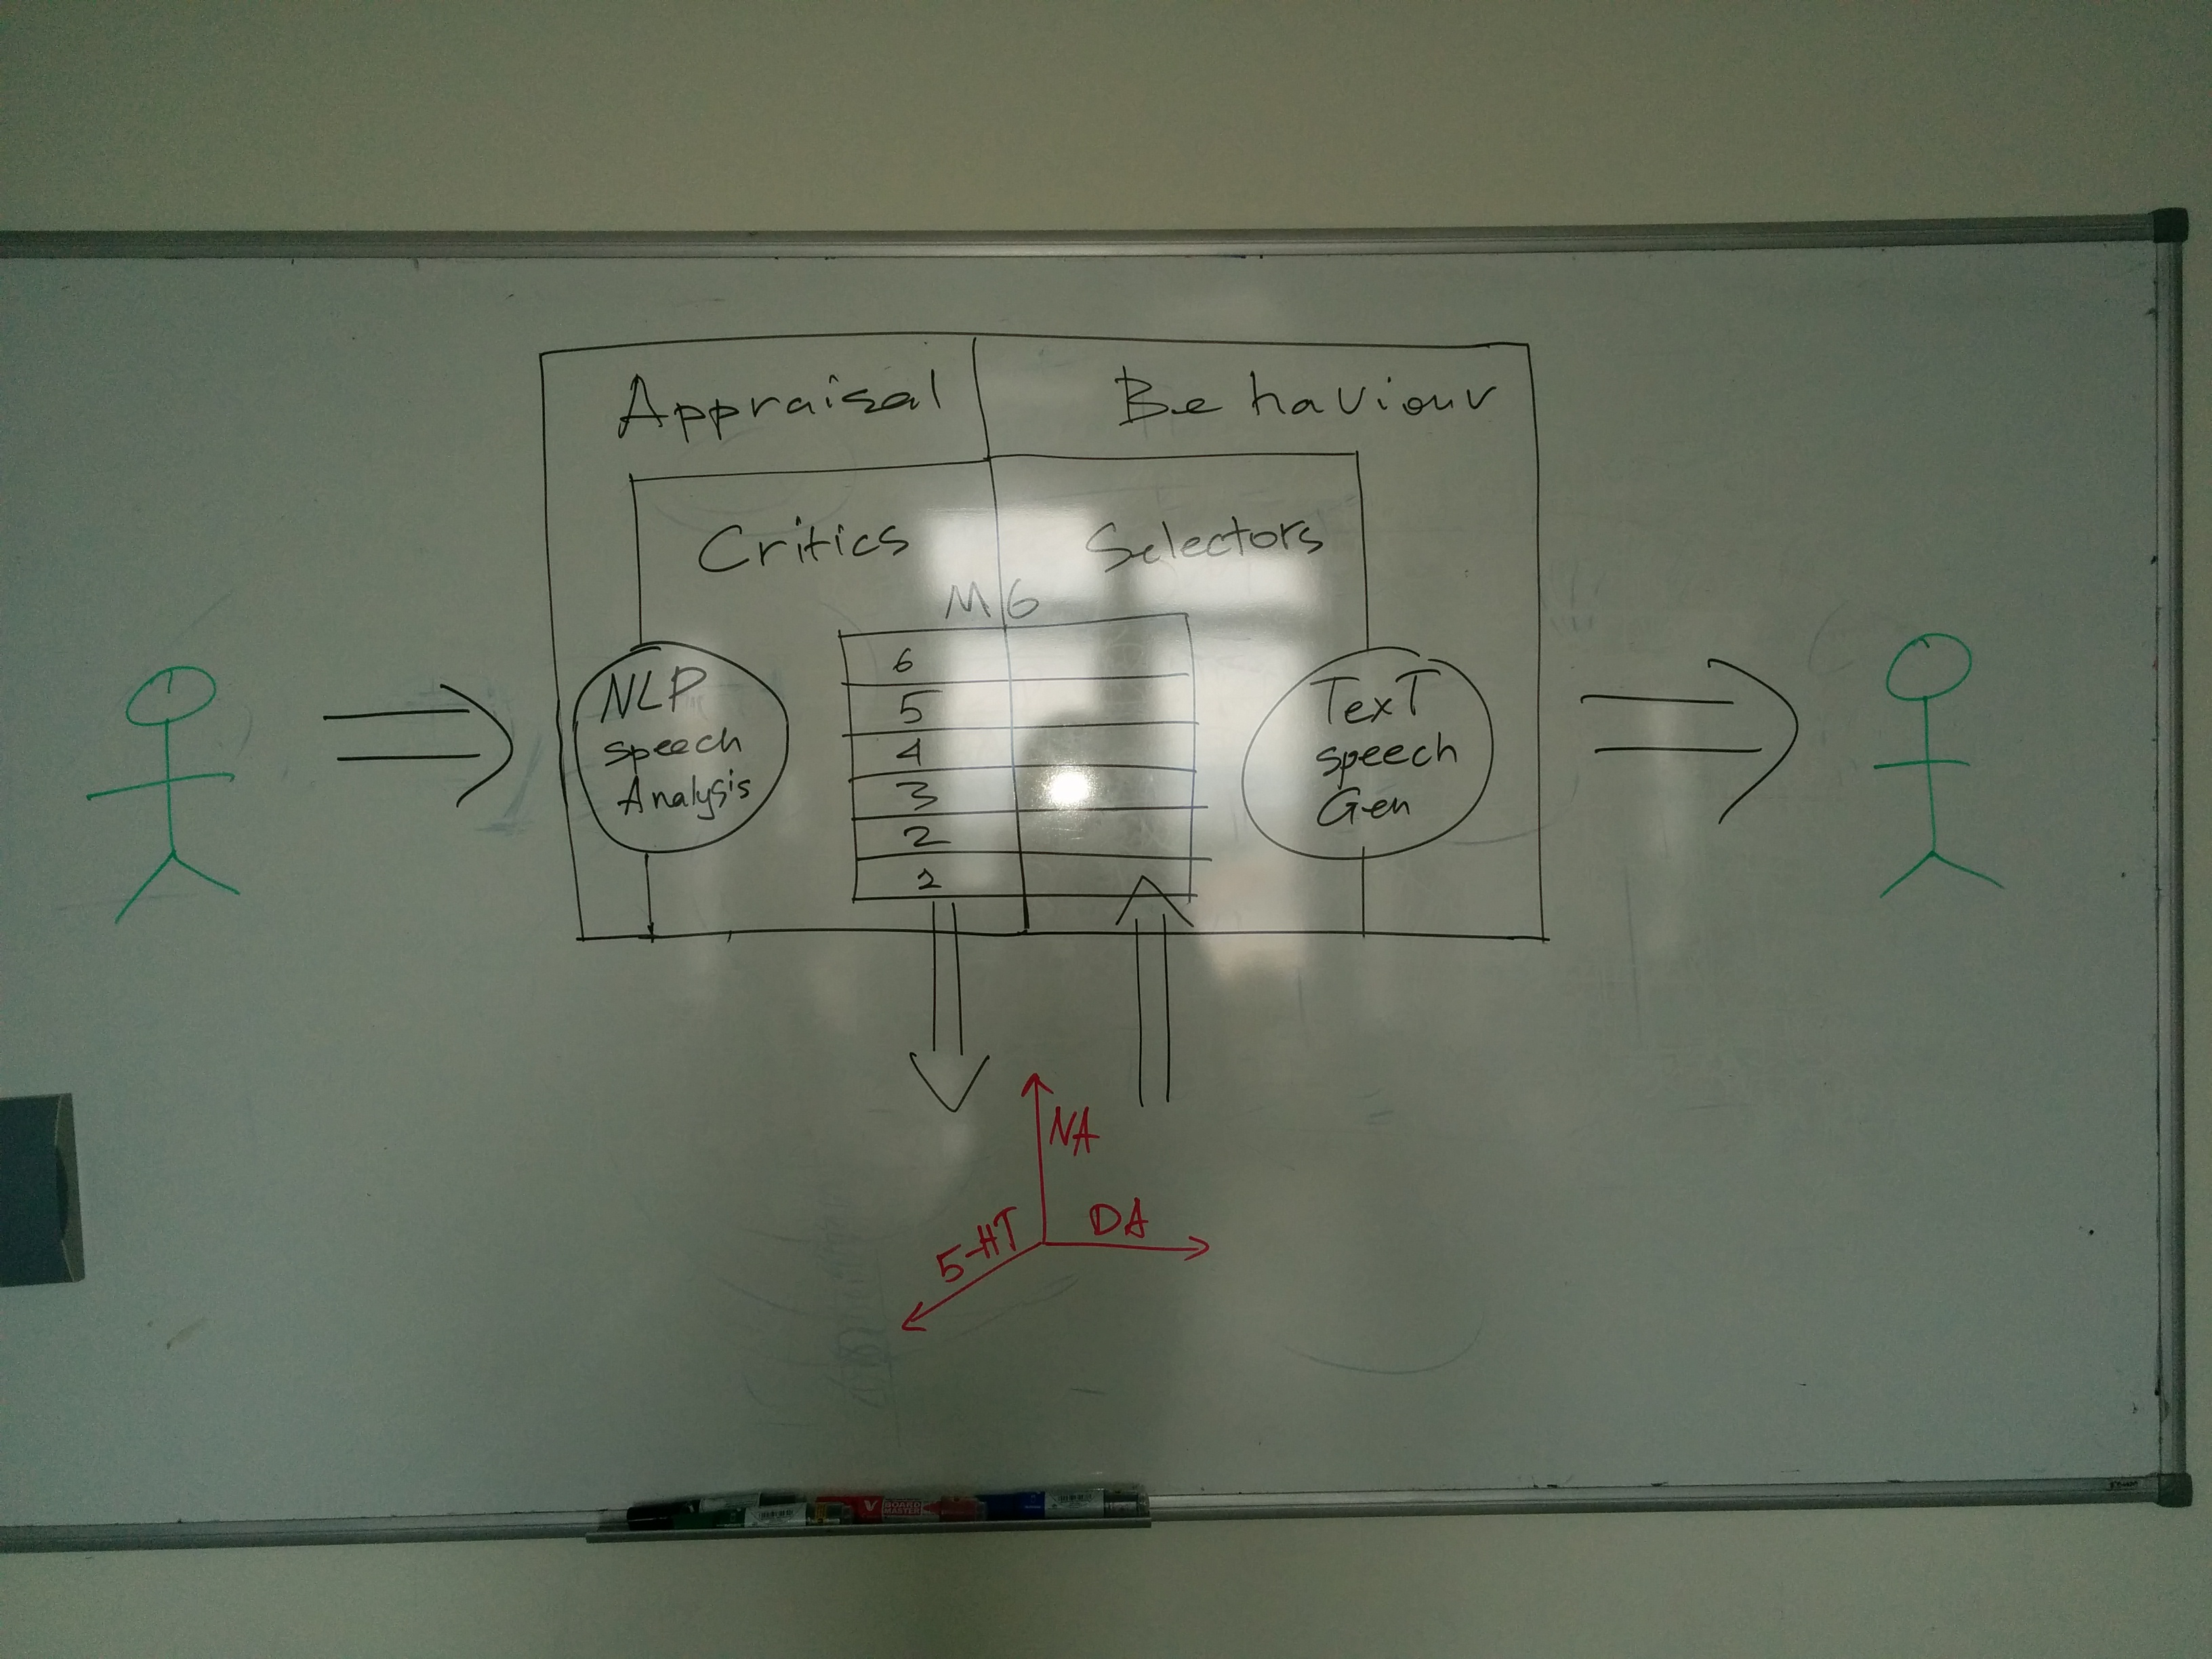 Appraisal
Behaviour
Critics
Selectors
M6
6
5
4
3
2
2
NLP
speech
Analysis
TexT
speech
Gen
NA
DA
5-HT
V BOARD
MASTER